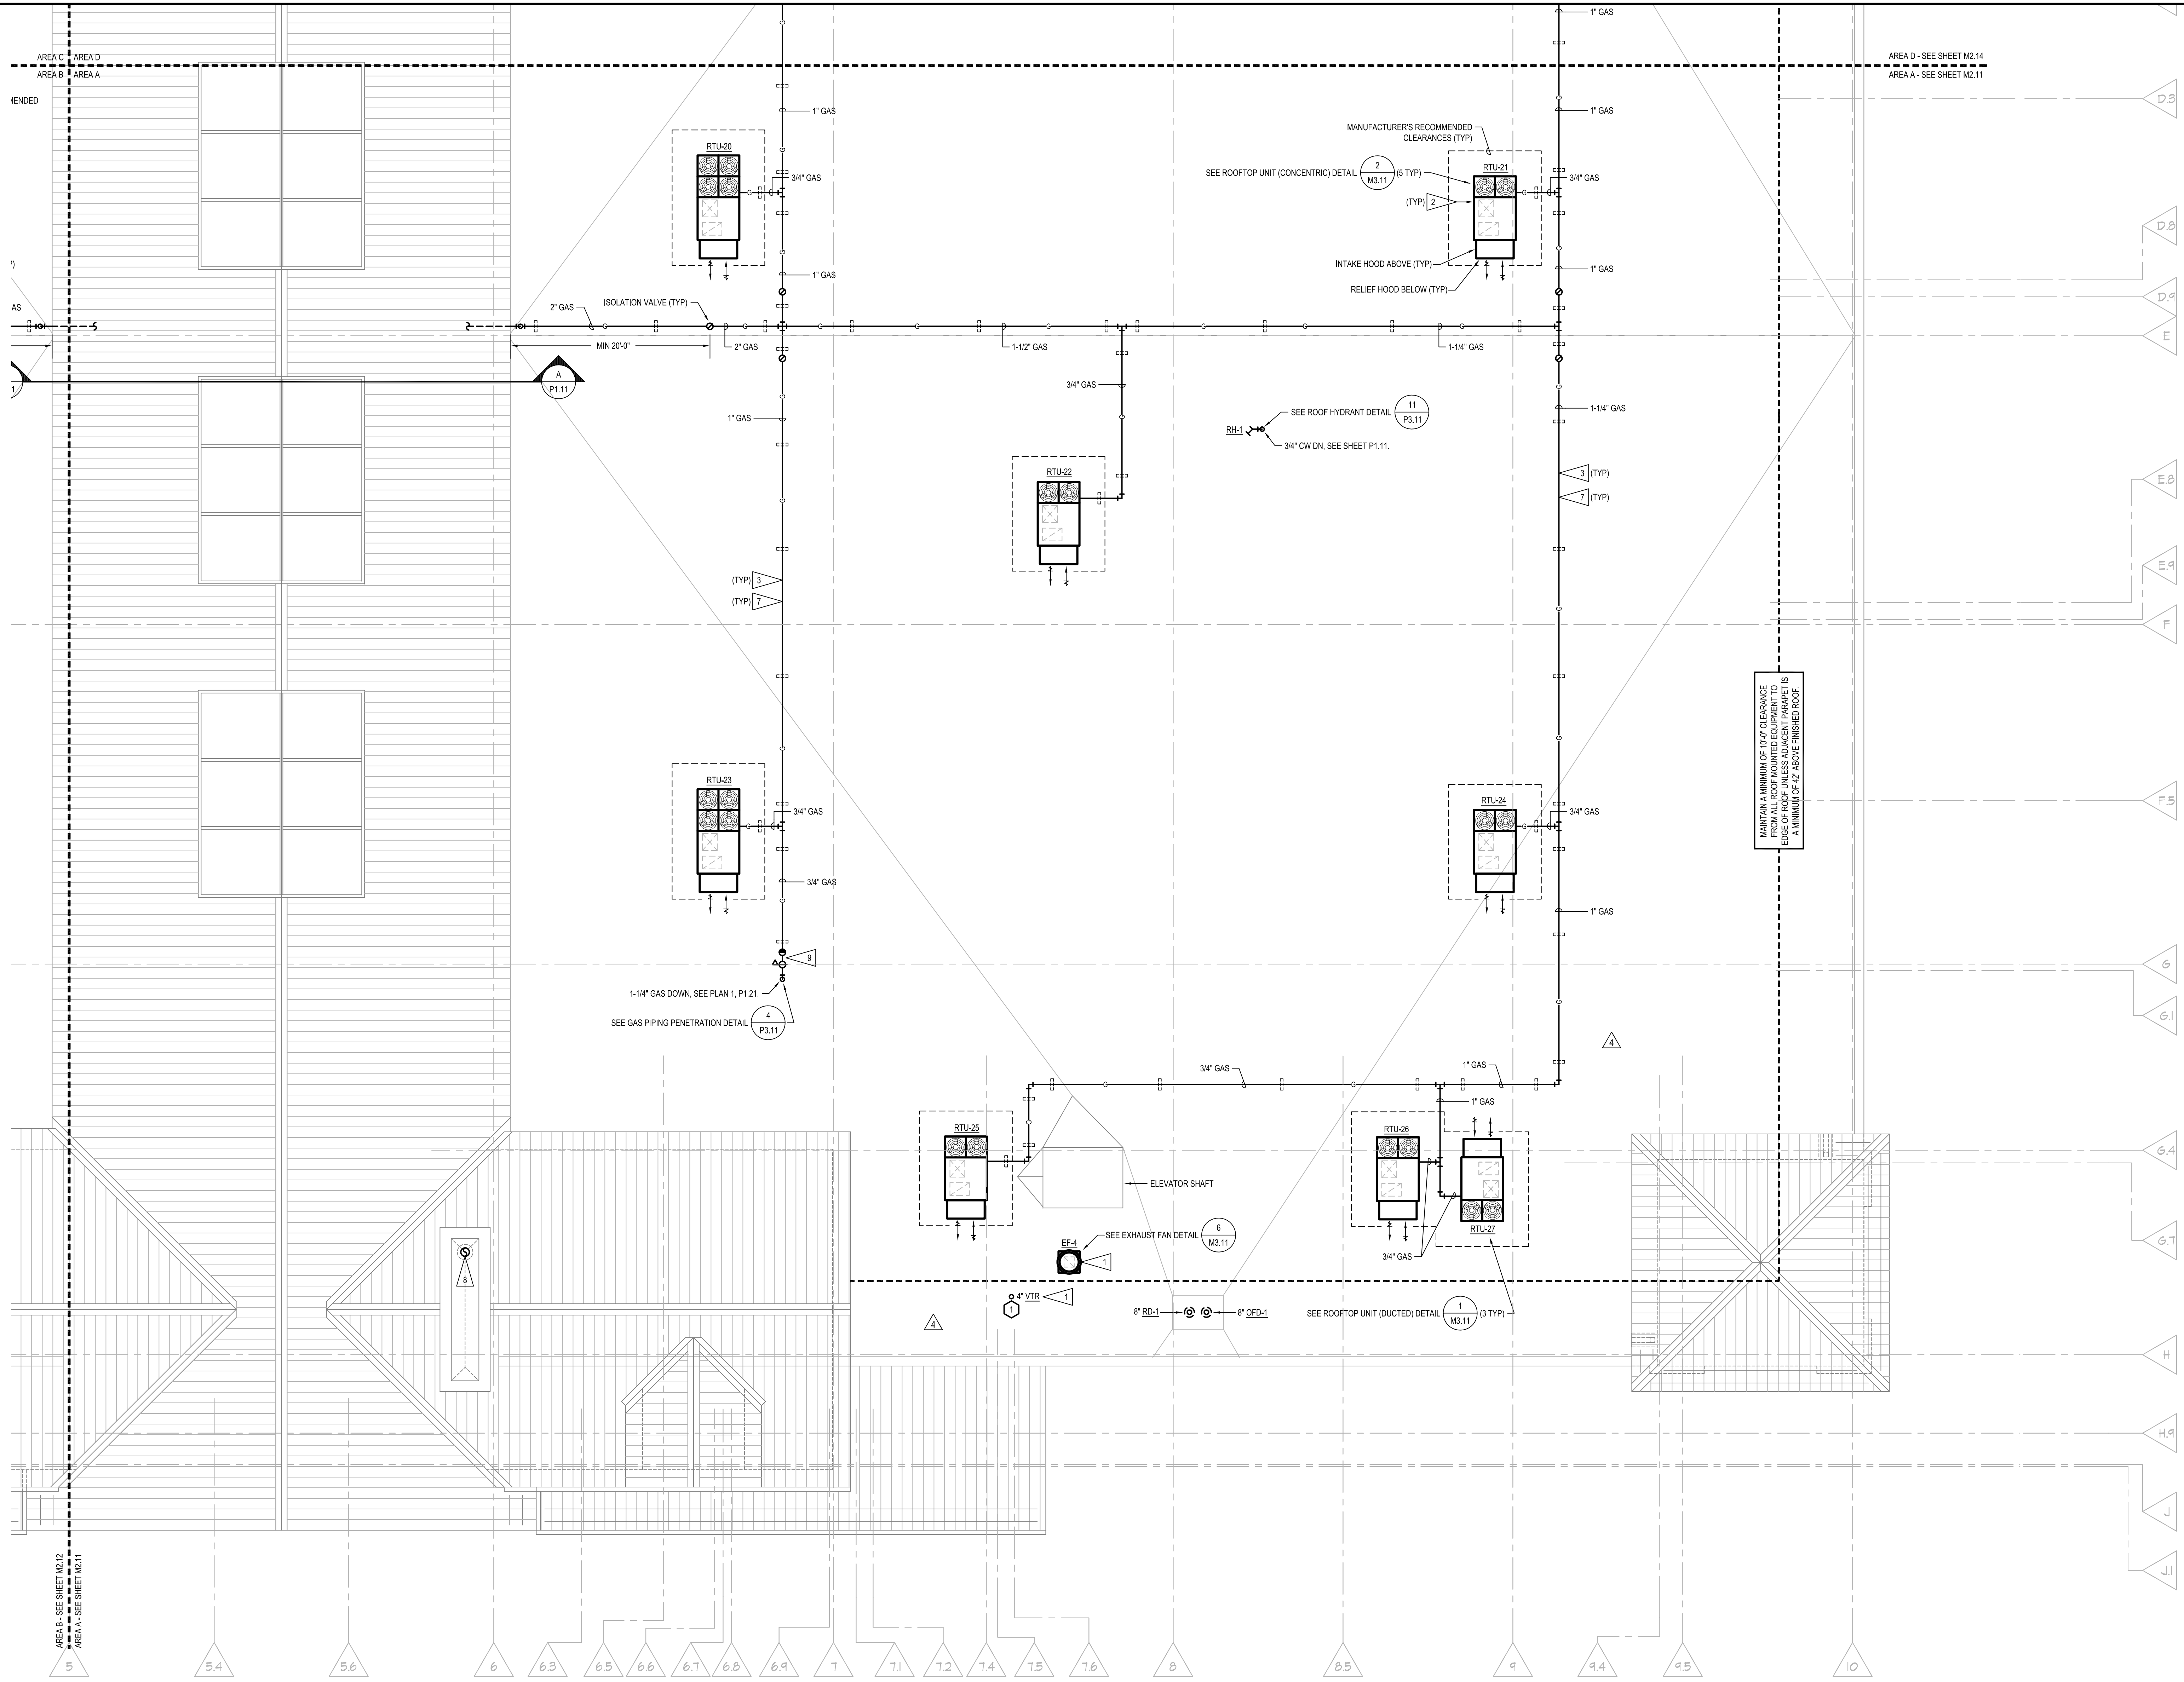 1" GAS
AREA C
AREA D
AREA B
AREA A
AREA D - SEE SHEET M2.14
AREA A - SEE SHEET M2.11
MENDED
D.3
1" GAS
1" GAS
MANUFACTURER'S RECOMMENDED
CLEARANCES (TYP)
RTU-20
3/4" GAS
SEE ROOFTOP UNIT (CONCENTRIC) DETAIL
2
M3.11
(5 TYP)
RTU-21
3/4" GAS
(TYP)
2
D.8
INTAKE HOOD ABOVE (TYP)
1" GAS
1" GAS
RELIEF HOOD BELOW (TYP)
D.9
AS
2" GAS
ISOLATION VALVE (TYP)
MIN 20'-0"
2" GAS
1-1/2" GAS
1-1/4" GAS
E
A
P1.11
1
3/4" GAS
1" GAS
SEE ROOF HYDRANT DETAIL
11
P3.11
RH-1
3/4" CW DN, SEE SHEET P1.11.
1-1/4" GAS
RTU-22
3 (TYP)
7 (TYP)
E.8
E.9
(TYP) 3
(TYP) 7
F
MAINTAIN A MINIMUM OF 10'-0" CLEARANCE
FROM ALL ROOF MOUNTED EQUIPMENT TO
EDGE OF ROOF UNLESS ADJACENT PARAPET IS
A MINIMUM OF 42" ABOVE FINISHED ROOF.
RTU-23
3/4" GAS
RTU-24
3/4" GAS
F.5
3/4" GAS
1" GAS
9
G
1-1/4" GAS DOWN, SEE PLAN 1, P1.21.
SEE GAS PIPING PENETRATION DETAIL
4
P3.11
G.1
4
3/4" GAS
1" GAS
1" GAS
RTU-25
RTU-26
G.4
ELEVATOR SHAFT
RTU-27
EF-4
SEE EXHAUST FAN DETAIL
6
M3.11
1
3/4" GAS
G.7
8
4" VTR
1
1
4
8" RD-1
8" OFD-1
SEE ROOFTOP UNIT (DUCTED) DETAIL
1
M3.11
(3 TYP)
H
H.9
J
J.1
AREA B - SEE SHEET M2.12
AREA A - SEE SHEET M2.11
5
5.4
5.6
6
6.3
6.5
6.6
6.7
6.8
6.9
7
7.1
7.2
7.4
7.5
7.6
8
8.5
9
9.4
9.5
10